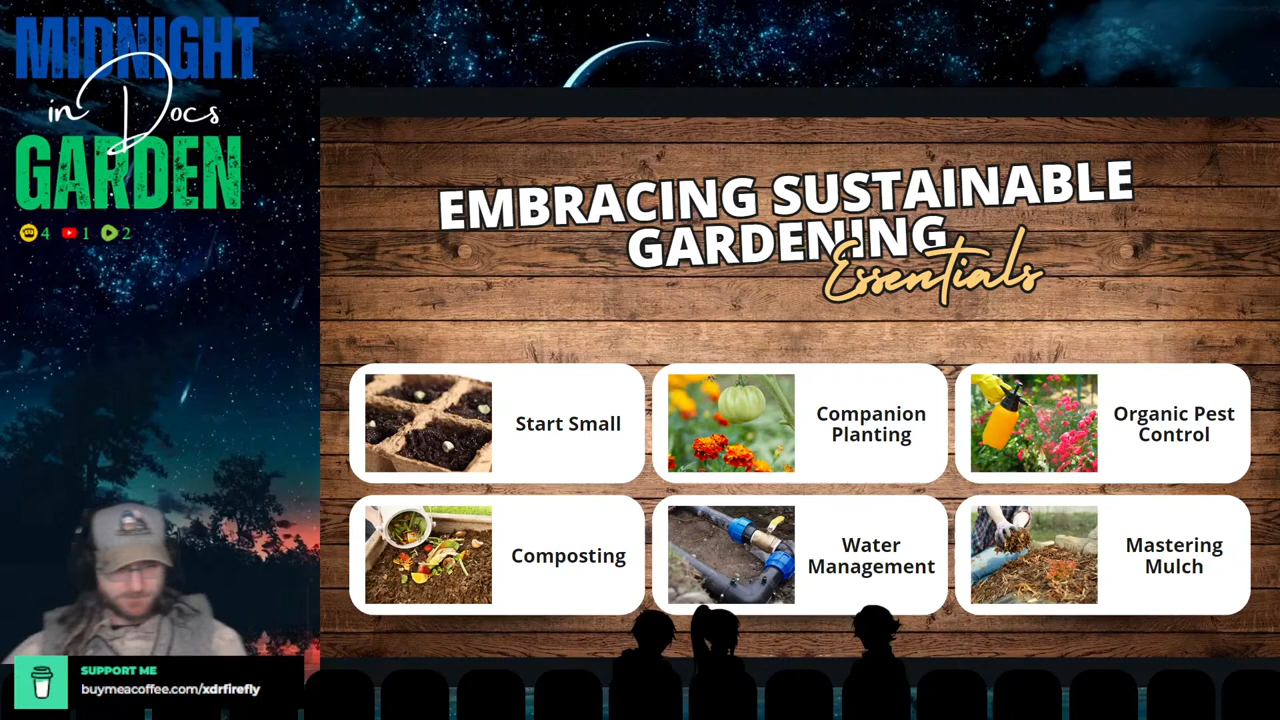 MIDNIGHT
in Docs
GARDEN
4 1 2
EMBRACING SUSTAINABLE
GARDENING
Essentials
Start Small
Companion
Planting
Organic Pest
Control
Composting
Water
Management
Mastering
Mulch
SUPPORT ME
buymeacoffee.com/xdrfirefly